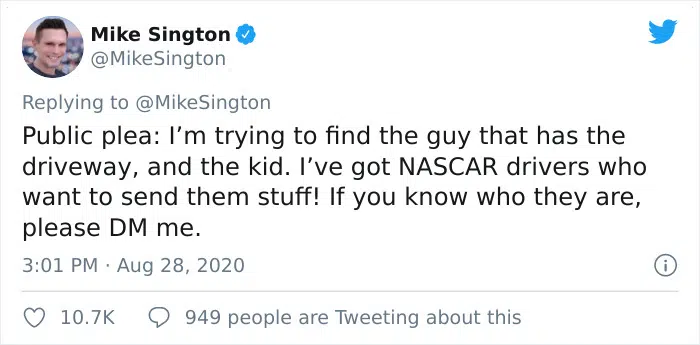 Mike Sington
@MikeSington
Replying to @MikeSington
Public plea: I’m trying to find the guy that has the
driveway, and the kid. I’ve got NASCAR drivers who
want to send them stuff! If you know who they are,
please DM me.
3:01 PM · Aug 28, 2020
10.7K 949 people are Tweeting about this